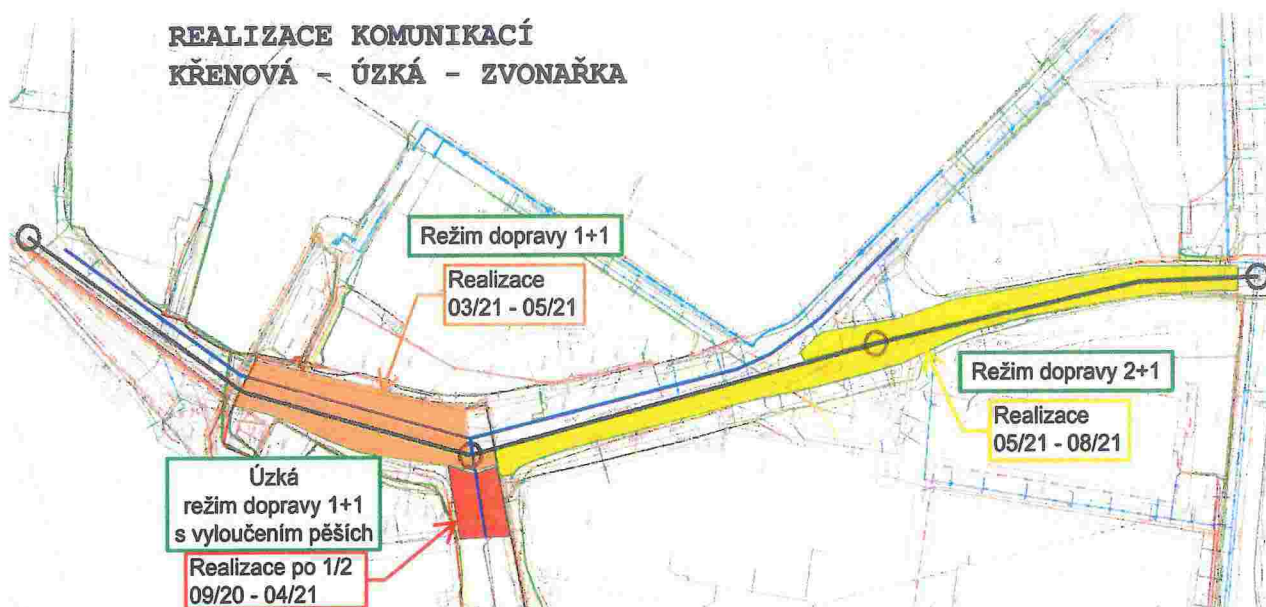 REALIZACE KOMUNIKACÍ
KŘENOVÁ - ÚZKÁ - ZVONAŘKA
Režim dopravy 1+1
Realizace
03/21 - 05/21
Režim dopravy 2+1
Realizace
05/21 - 08/21
Úzká
režim dopravy 1+1
s vyloučením pěších
Realizace po 1/2
09/20 - 04/21